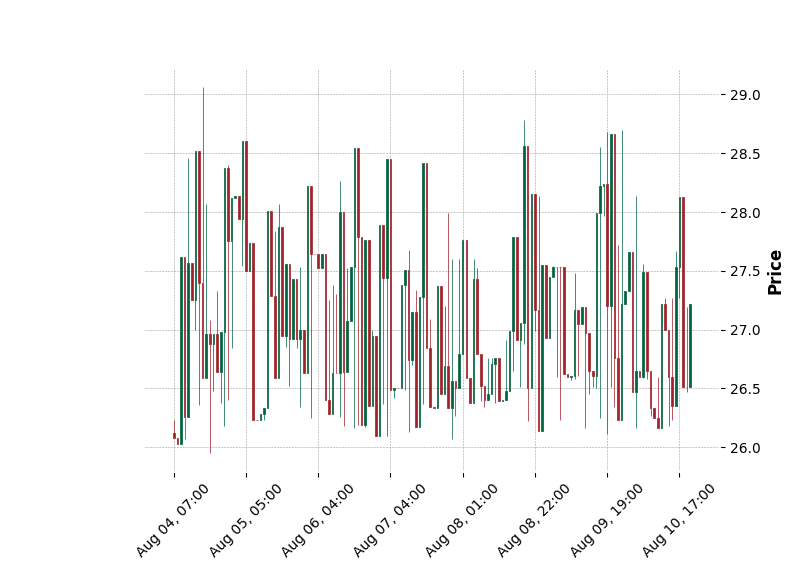 29.0
28.5
28.0
27.5
27.0
26.5
26.0
Price
Aug 04, 07:00
Aug 05, 05:00
Aug 06, 04:00
Aug 07, 04:00
Aug 08, 01:00
Aug 08, 22:00
Aug 09, 19:00
Aug 10, 17:00